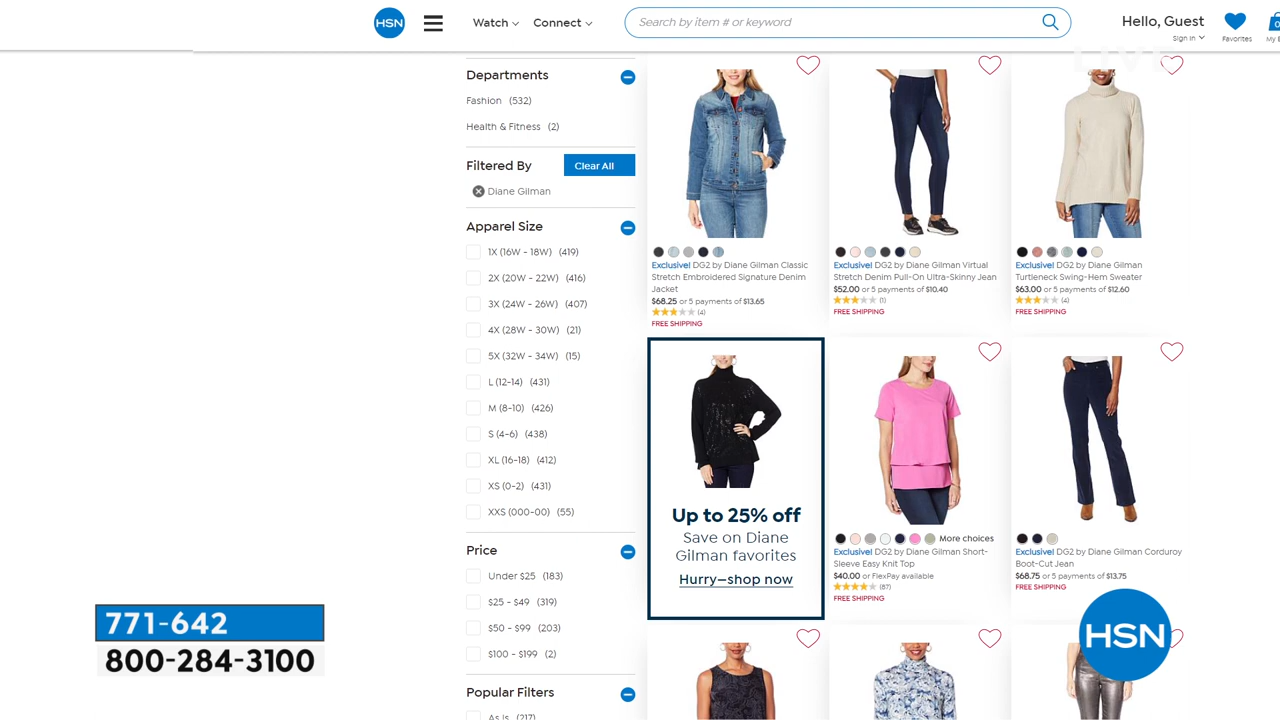 HSN
Watch
Connect
Search by item # or keyword
Hello, Guest
Sign In
Favorites
0
My
LIVE
Departments
Fashion (532)
Health & Fitness (2)
Filtered By
Clear All
Diane Gilman
Apparel Size
1X (16W - 18W) (419)
2X (20W - 22W) (416)
3X (24W - 26W) (407)
4X (28W - 30W) (21)
5X (32W - 34W) (15)
L (12-14) (431)
M (8-10) (426)
S (4-6) (438)
XL (16-18) (412)
XS (0-2) (431)
XXS (000-00) (55)
Price
Under $25 (183)
$25 - $49 (319)
$50 - $99 (203)
$100 - $199 (2)
Popular Filters
As Is (217)
Exclusive! DG2 by Diane Gilman Classic
Stretch Embroidered Signature Denim
Jacket
$68.25 or 5 payments of $13.65
(4)
FREE SHIPPING
Exclusive! DG2 by Diane Gilman Virtual
Stretch Denim Pull-On Ultra-Skinny Jean
$52.00 or 5 payments of $10.40
(1)
FREE SHIPPING
Exclusive! DG2 by Diane Gilman
Turtleneck Swing-Hem Sweater
$63.00 or 5 payments of $12.60
(4)
FREE SHIPPING
Up to 25% off
Save on Diane
Gilman favorites
Hurry—shop now
More choices
Exclusive! DG2 by Diane Gilman Short-
Sleeve Easy Knit Top
$40.00 or FlexPay available
(87)
FREE SHIPPING
Exclusive! DG2 by Diane Gilman Corduroy
Boot-Cut Jean
$68.75 or 5 payments of $13.75
FREE SHIPPING
771-642
800-284-3100
HSN